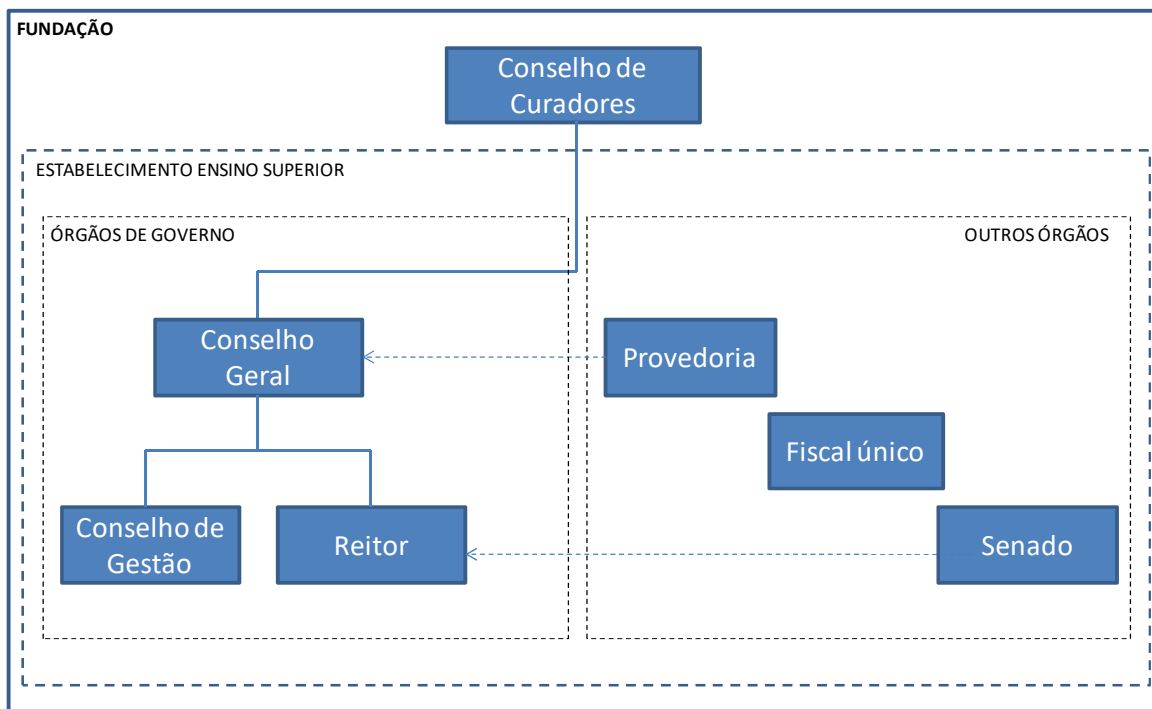 FUNDAÇÃO
Conselho de
Curadores
ESTABELECIMENTO ENSINO SUPERIOR
ÓRGÃOS DE GOVERNO
OUTROS ÓRGÃOS
Conselho
Geral
Provedoria
Fiscal único
Conselho de
Gestão
Reitor
Senado